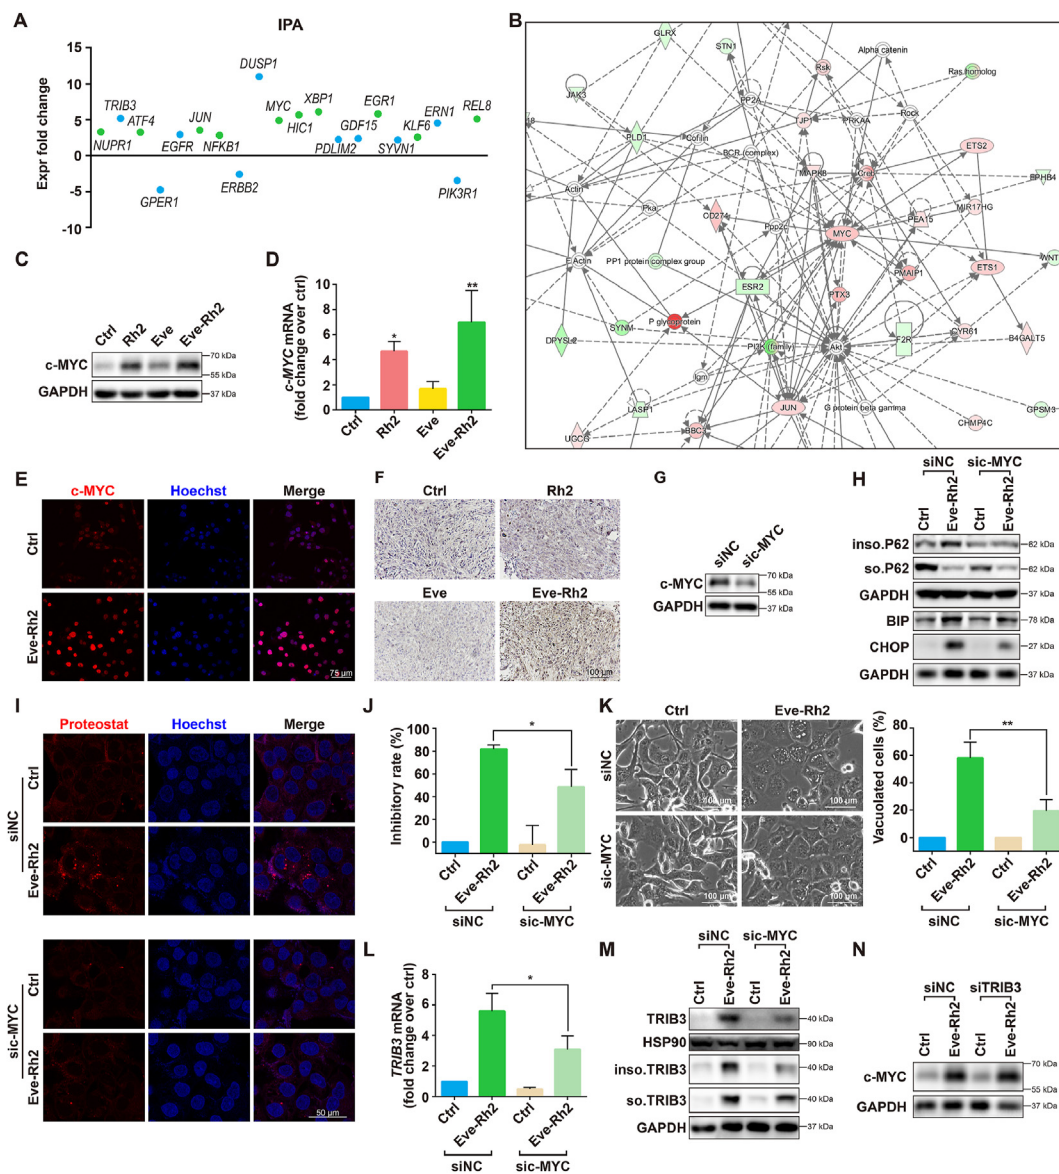 A
IPA
Expr fold change
15
10
5
0
-5
-10
TRIB3
NUPR1
ATF4
GPER1
EGFR
JUN
NFKB1
ERBB2
DUSP1
MYC
HIC1
XBP1
PDLIM2
GDF15
EGR1
SYVN1
KLF6
ERN1
PIK3R1
REL8
B
GLRX
STN1
Alpha catenin
Rsk
Ras homolog
JAK3
PP2A
JP1
PRKAA
Rock
PLD1
Cofilin
BCR (complex)
ETS2
MAPK8
Creb
EPHB4
Actin
Pka
CD274
Ppp2c
PEA15
MIR17HG
MYC
F Actin
PP1 protein complex group
WNT
ESR2
PMAIP1
ETS1
PTX3
SYNM
P glycoprotein
CYR61
DPYSL2
PI3K (family)
Akt
F2R
B4GALT5
Igm
LASP1
JUN
G protein beta gamma
GPSM3
UGCG
BBC3
CHMP4C
C
Ctrl
Rh2
Eve
Eve-Rh2
c-MYC
70 kDa
55 kDa
GAPDH
37 kDa
D
c-MYC mRNA
(fold change over ctrl)
10
8
6
4
2
0
*
**
Ctrl
Rh2
Eve
Eve-Rh2
E
c-MYC
Hoechst
Merge
Ctrl
Eve-Rh2
75 μm
F
Ctrl
Rh2
Eve
Eve-Rh2
100 μm
G
siNC
sic-MYC
c-MYC
70 kDa
55 kDa
GAPDH
37 kDa
H
siNC
sic-MYC
Ctrl
Eve-Rh2
Ctrl
Eve-Rh2
inso.P62
62 kDa
so.P62
62 kDa
GAPDH
37 kDa
BIP
78 kDa
CHOP
27 kDa
GAPDH
37 kDa
I
Proteostat
Hoechst
Merge
siNC
Ctrl
Eve-Rh2
sic-MYC
Ctrl
Eve-Rh2
50 μm
J
Inhibitory rate (%)
100
80
60
40
20
0
*
Ctrl
Eve-Rh2
Ctrl
Eve-Rh2
siNC
sic-MYC
K
Ctrl
Eve-Rh2
siNC
sic-MYC
100 μm
100 μm
100 μm
100 μm
Vacuolated cells (%)
80
60
40
20
0
**
Ctrl
Eve-Rh2
Ctrl
Eve-Rh2
siNC
sic-MYC
L
TRIB3 mRNA
(fold change over ctrl)
8
6
4
2
0
*
Ctrl
Eve-Rh2
Ctrl
Eve-Rh2
siNC
sic-MYC
M
siNC
sic-MYC
Ctrl
Eve-Rh2
Ctrl
Eve-Rh2
TRIB3
40 kDa
HSP90
90 kDa
inso.TRIB3
40 kDa
so.TRIB3
40 kDa
GAPDH
37 kDa
N
siNC
siTRIB3
Ctrl
Eve-Rh2
Ctrl
Eve-Rh2
c-MYC
70 kDa
55 kDa
GAPDH
37 kDa